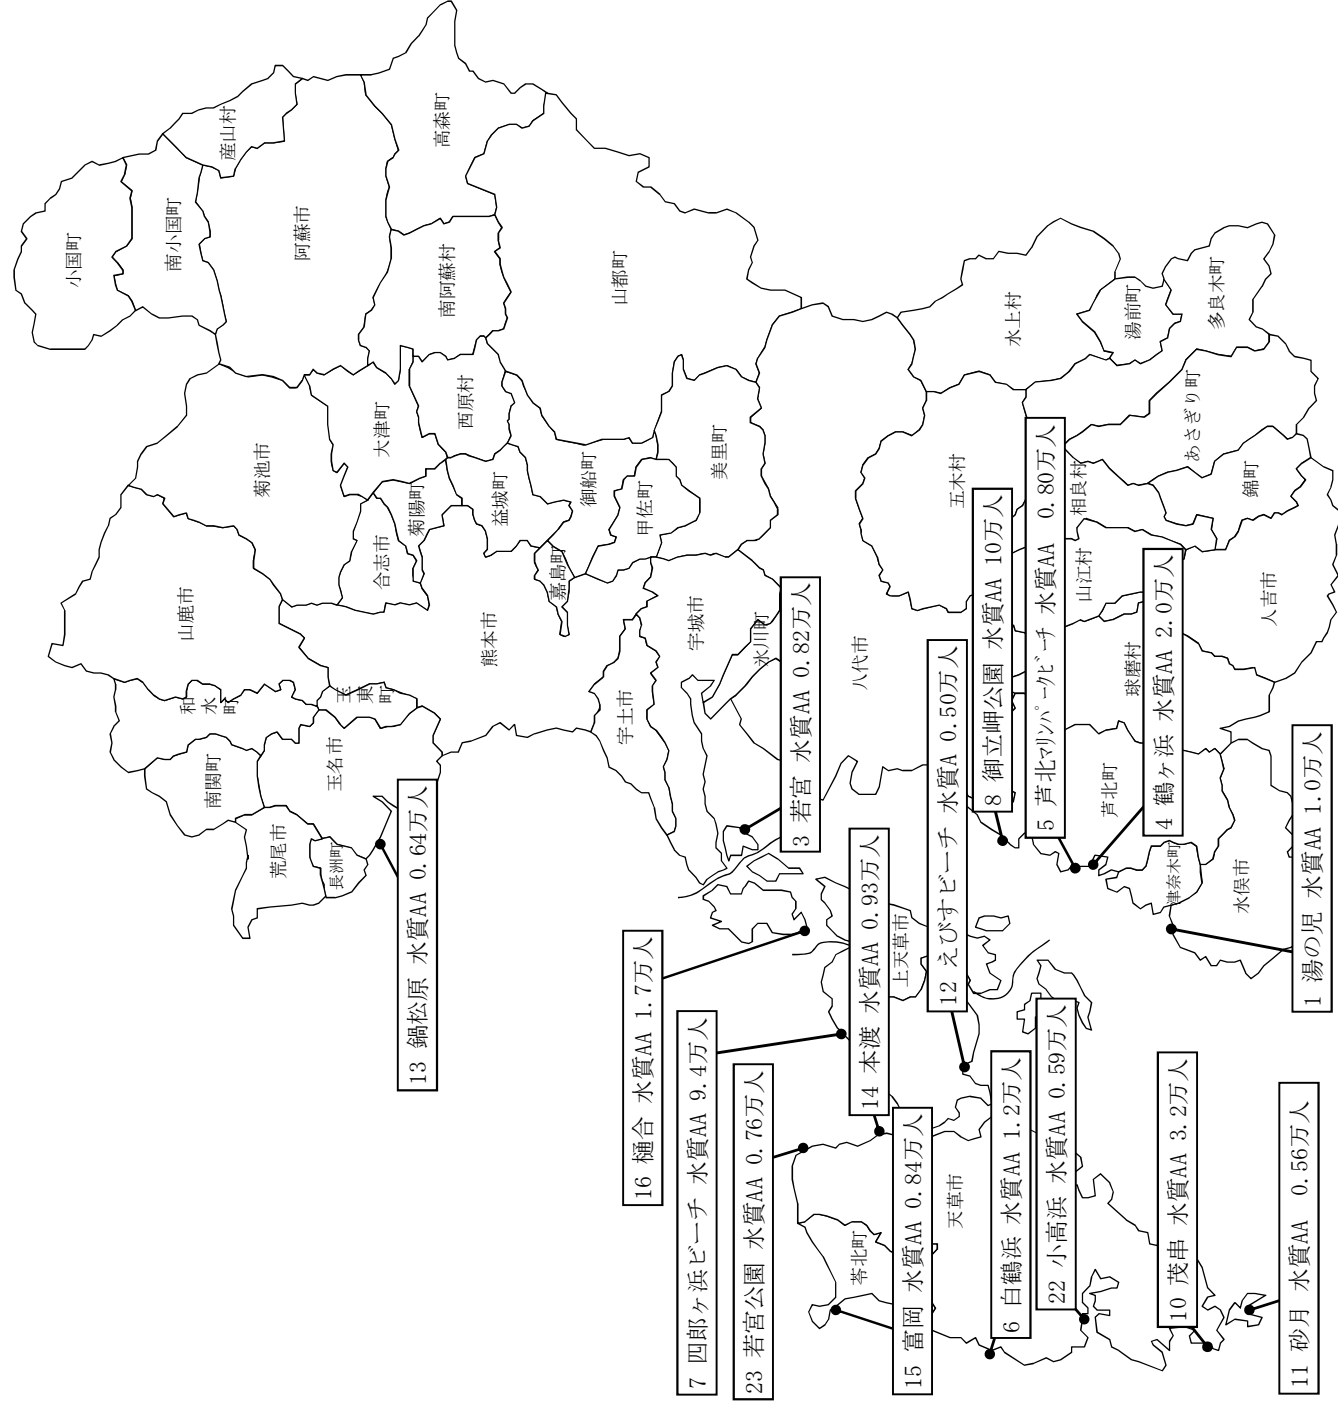 小国町
南小国町
産山村
阿蘇市
高森町
南阿蘇村
山都町
菊池市
大津町
西原村
山鹿市
合志市
菊陽町
益城町
御船町
嘉島町
甲佐町
美里町
和水町
玉東町
熊本市
南関町
玉名市
荒尾市
長洲町
宇土市
宇城市
氷川町
八代市
水上村
湯前町
多良木町
あさぎり町
五木村
相良村
錦町
山江村
球磨村
人吉市
芦北町
津奈木町
水俣市
上天草市
天草市
苓北町
13 鍋松原 水質AA 0.64万人
16 樋合 水質AA 1.7万人
7 四郎ヶ浜ビーチ 水質AA 9.4万人
23 若宮公園 水質AA 0.76万人
3 若宮 水質AA 0.82万人
14 本渡 水質AA 0.93万人
15 富岡 水質AA 0.84万人
12 えびすビーチ 水質A 0.50万人
8 御立岬公園 水質AA 10万人
6 白鶴浜 水質AA 1.2万人
5 芦北マリンパークビーチ 水質AA 0.80万人
22 小高浜 水質AA 0.59万人
4 鶴ヶ浜 水質AA 2.0万人
10 茂串 水質AA 3.2万人
1 湯の児 水質AA 1.0万人
11 砂月 水質AA 0.56万人